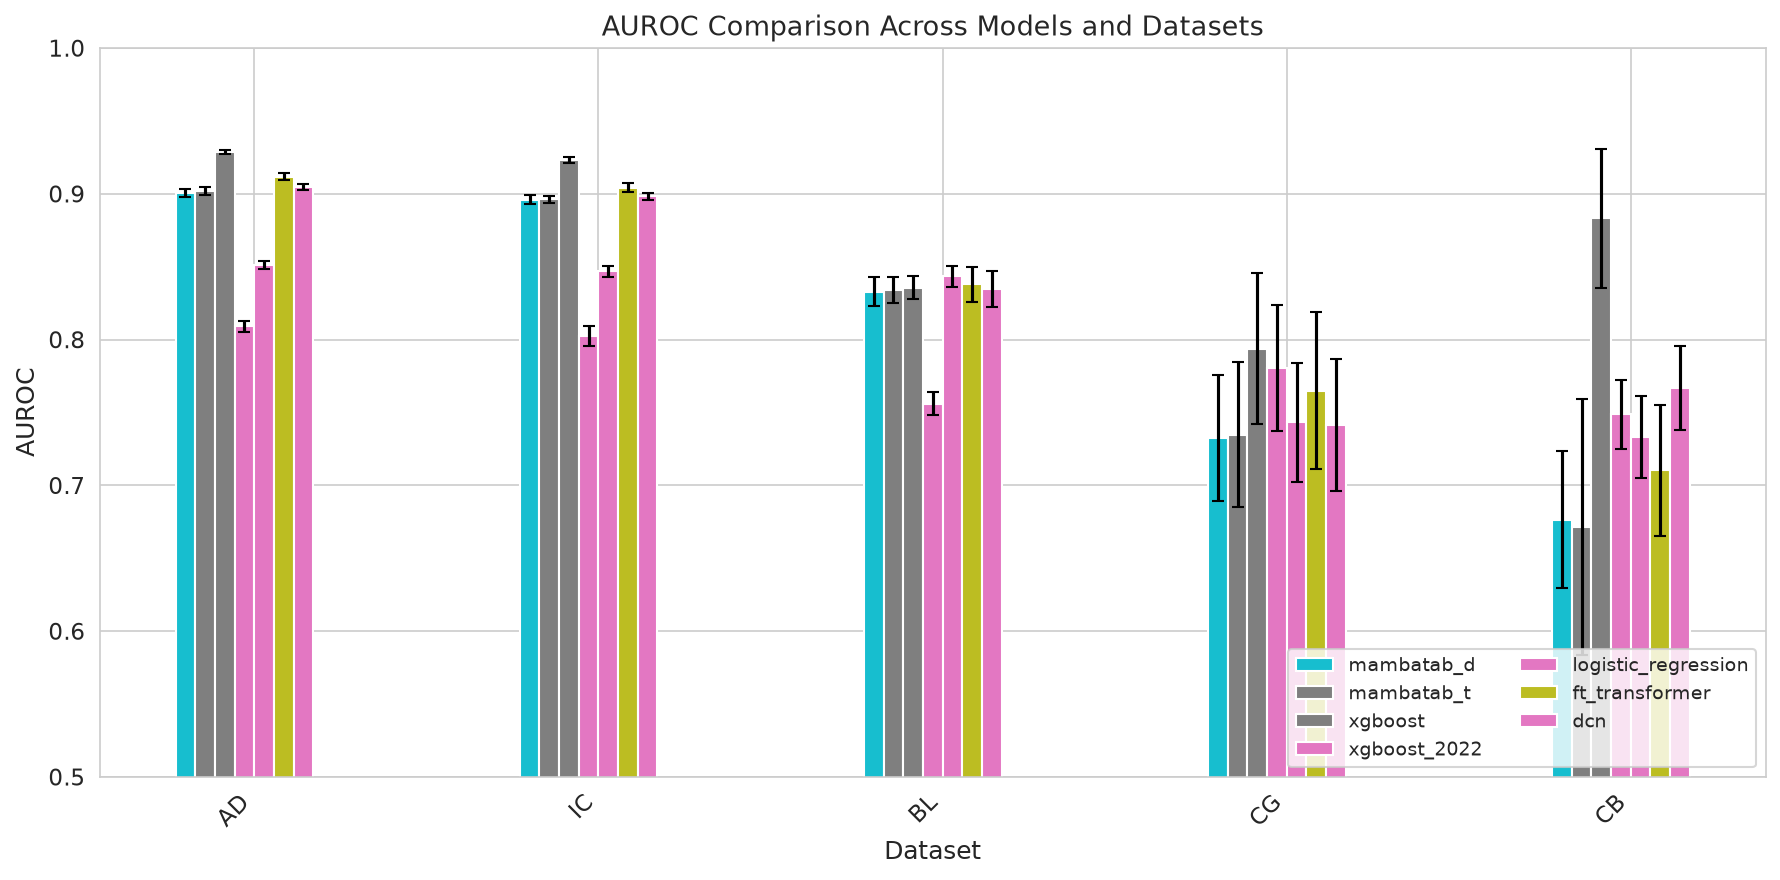 AUROC Comparison Across Models and Datasets
1.0
0.9
0.8
0.7
0.6
0.5
AUROC
AD
IC
BL
CG
CB
Dataset
mambatab_d
mambatab_t
xgboost
xgboost_2022
logistic_regression
ft_transformer
dcn